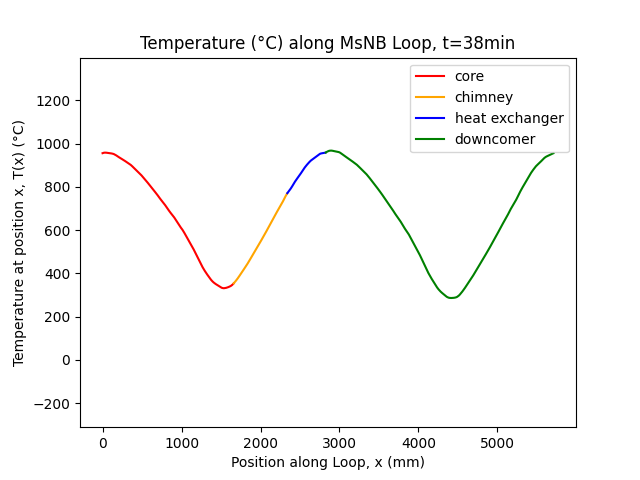 Temperature (°C) along MsNB Loop, t=38min
core
chimney
heat exchanger
downcomer
Temperature at position x, T(x) (°C)
1200
1000
800
600
400
200
0
−200
0 1000 2000 3000 4000 5000
Position along Loop, x (mm)